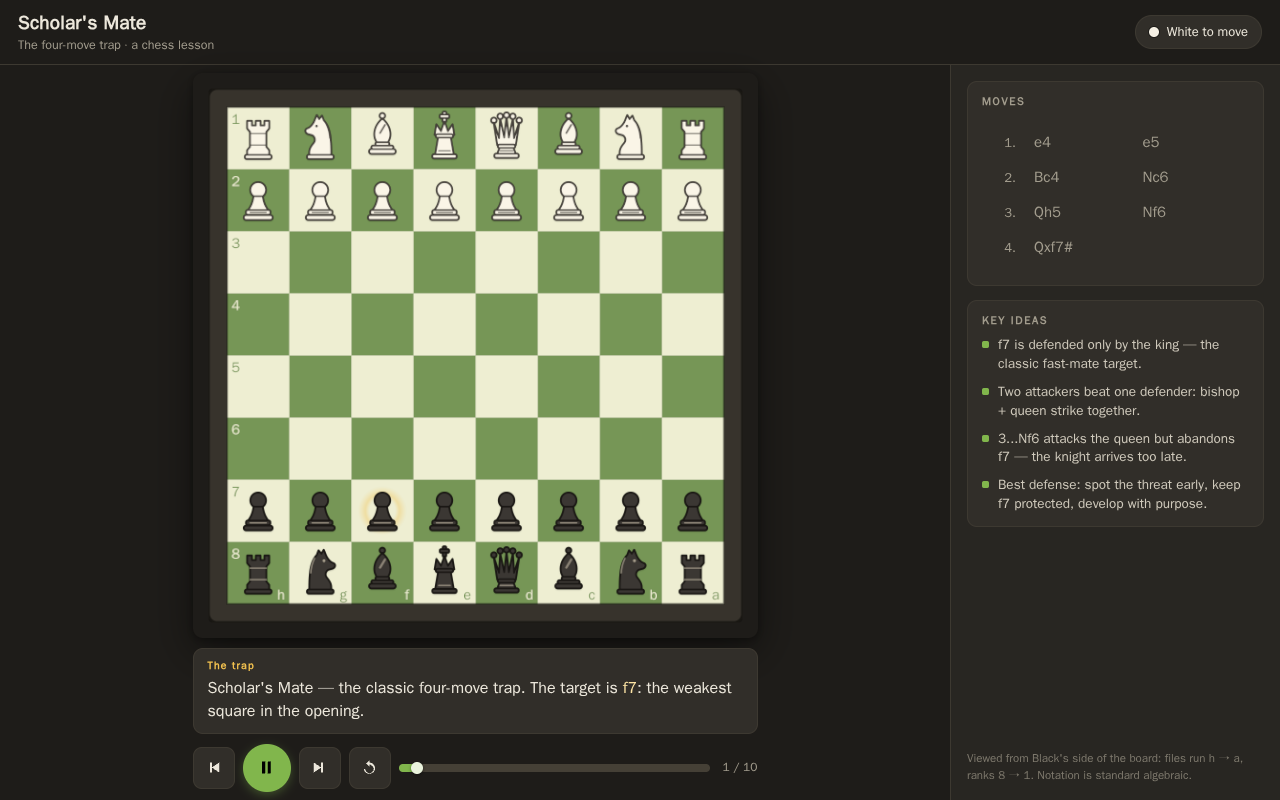 Scholar's Mate
The four-move trap · a chess lesson
White to move
1
2
3
4
5
6
7
8
h g f e d c b a
The trap
Scholar's Mate — the classic four-move trap. The target is f7: the weakest
square in the opening.
1 / 10
MOVES
1. e4 e5
2. Bc4 Nc6
3. Qh5 Nf6
4. Qxf7#
KEY IDEAS
f7 is defended only by the king — the
classic fast-mate target.
Two attackers beat one defender: bishop
+ queen strike together.
3...Nf6 attacks the queen but abandons
f7 — the knight arrives too late.
Best defense: spot the threat early, keep
f7 protected, develop with purpose.
Viewed from Black's side of the board: files run h → a,
ranks 8 → 1. Notation is standard algebraic.